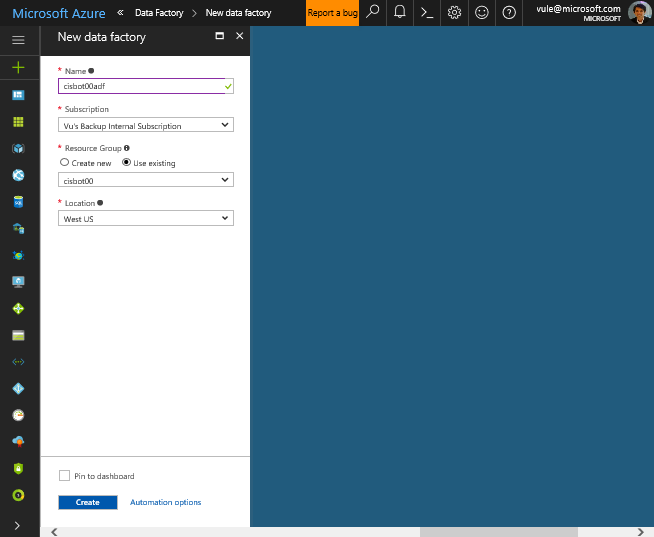 Microsoft Azure « Data Factory > New data factory Report a bug vule@microsoft.com
MICROSOFT
New data factory
* Name
cisbot00adf
* Subscription
Vu's Backup Internal Subscription
* Resource Group
Create new Use existing
cisbot00
* Location
West US
Pin to dashboard
Create Automation options